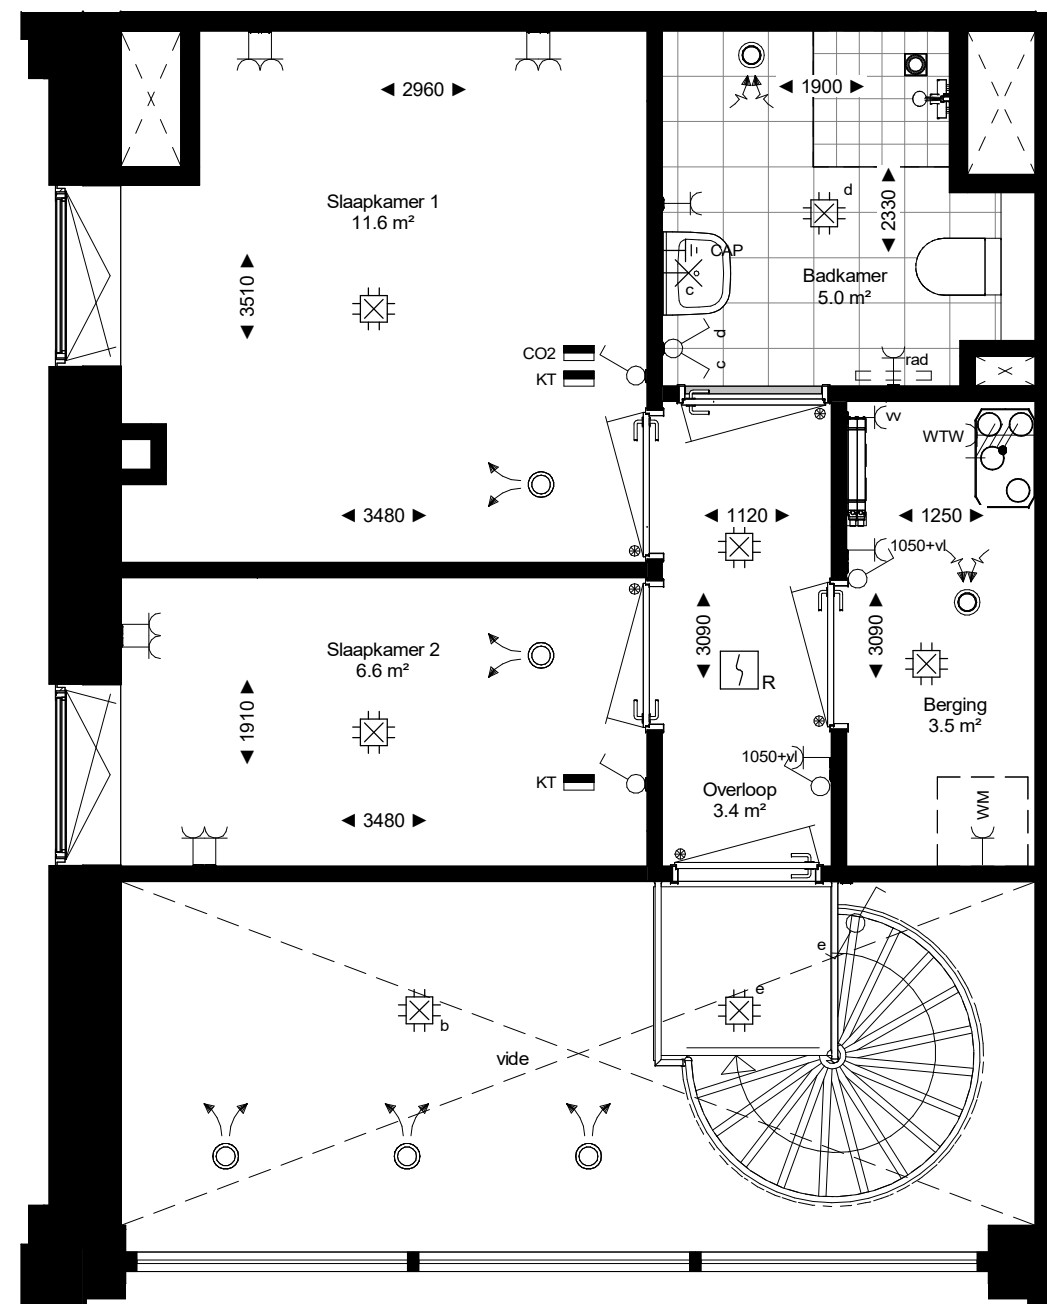 2960
1900
Slaapkamer 1
11.6 m²
d
2330
CAP
c
Badkamer
5.0 m²
3510
d
c
CO2
KT
rad
vv
WTW
3480
1120
1250
1050+vl
3090
3090
Slaapkamer 2
6.6 m²
R
1910
Berging
3.5 m²
1050+vl
KT
Overloop
3.4 m²
WM
3480
e
e
b
vide